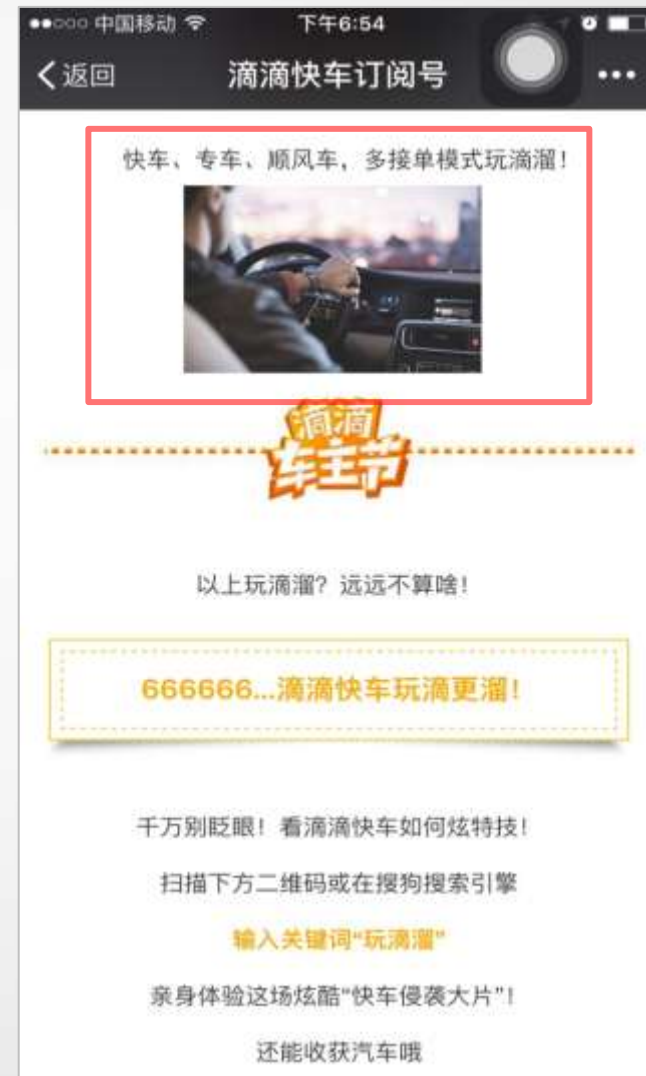 中国移动 下午6:54
返回 滴滴快车订阅号
快车、专车、顺风车，多接单模式玩滴溜！
滴滴
车主节
以上玩滴溜？远远不算啥！
666666...滴滴快车玩滴更溜！
千万别眨眼！看滴滴快车如何炫特技！
扫描下方二维码或在搜狗搜索引擎
输入关键词“玩滴溜”
亲身体验这场炫酷“快车侵袭大片”！
还能收获汽车哦